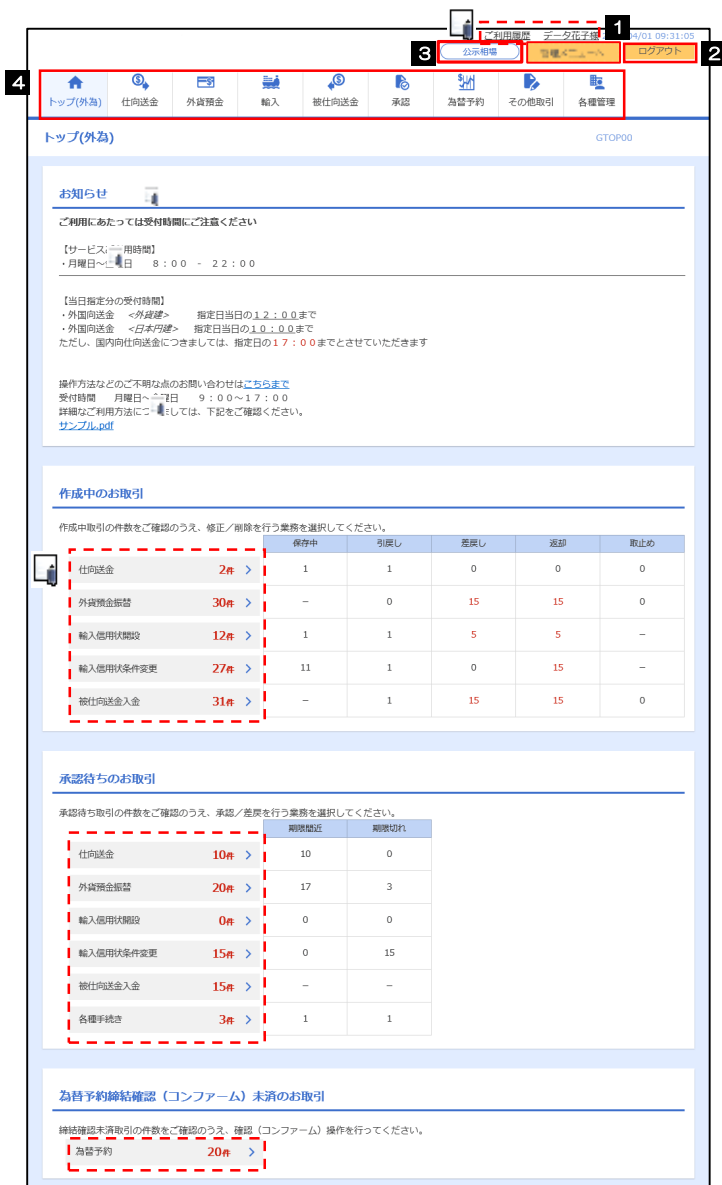 1
ご利用履歴 データ花子様 04/01 09:31:05
3 公示相場 ログアウト 2
4
トップ(外為) 仕向送金 外貨預金 輸入 被仕向送金 承認 為替予約 その他取引 各種管理
トップ(外為) GTOP00
お知らせ
ご利用にあたっては受付時間にご注意ください
【サービス 用時間】
・月曜日~ 日 8:00 - 22:00
【当日指定分の受付時間】
・外国向送金 <外貨建> 指定日当日の12:00まで
・外国向送金 <日本円建> 指定日当日の10:00まで
ただし、国内向仕向送金につきましては、指定日の17:00までとさせていただきます
操作方法などのご不明な点のお問い合わせはこちらまで
受付時間 月曜日~ 日 9:00~17:00
詳細なご利用方法に しては、下記をご確認ください。
サンプル.pdf
作成中のお取引
作成中取引の件数をご確認のうえ、修正/削除を行う業務を選択してください。
保存中 引戻し 差戻し 返却 取止め
仕向送金 2件 1 1 0 0 0
外貨預金振替 30件 - 0 15 15 0
輸入信用状開設 12件 1 1 5 5 -
輸入信用状条件変更 27件 11 1 0 15 -
被仕向送金入金 31件 - 1 15 15 0
承認待ちのお取引
承認待ち取引の件数をご確認のうえ、承認/差戻を行う業務を選択してください。
期限間近 期限切れ
仕向送金 10件 10 0
外貨預金振替 20件 17 3
輸入信用状開設 0件 0 0
輸入信用状条件変更 15件 0 15
被仕向送金入金 15件 - -
各種手続き 3件 1 1
為替予約締結確認(コンファーム)未済のお取引
締結確認未済取引の件数をご確認のうえ、確認(コンファーム)操作を行ってください。
為替予約 20件